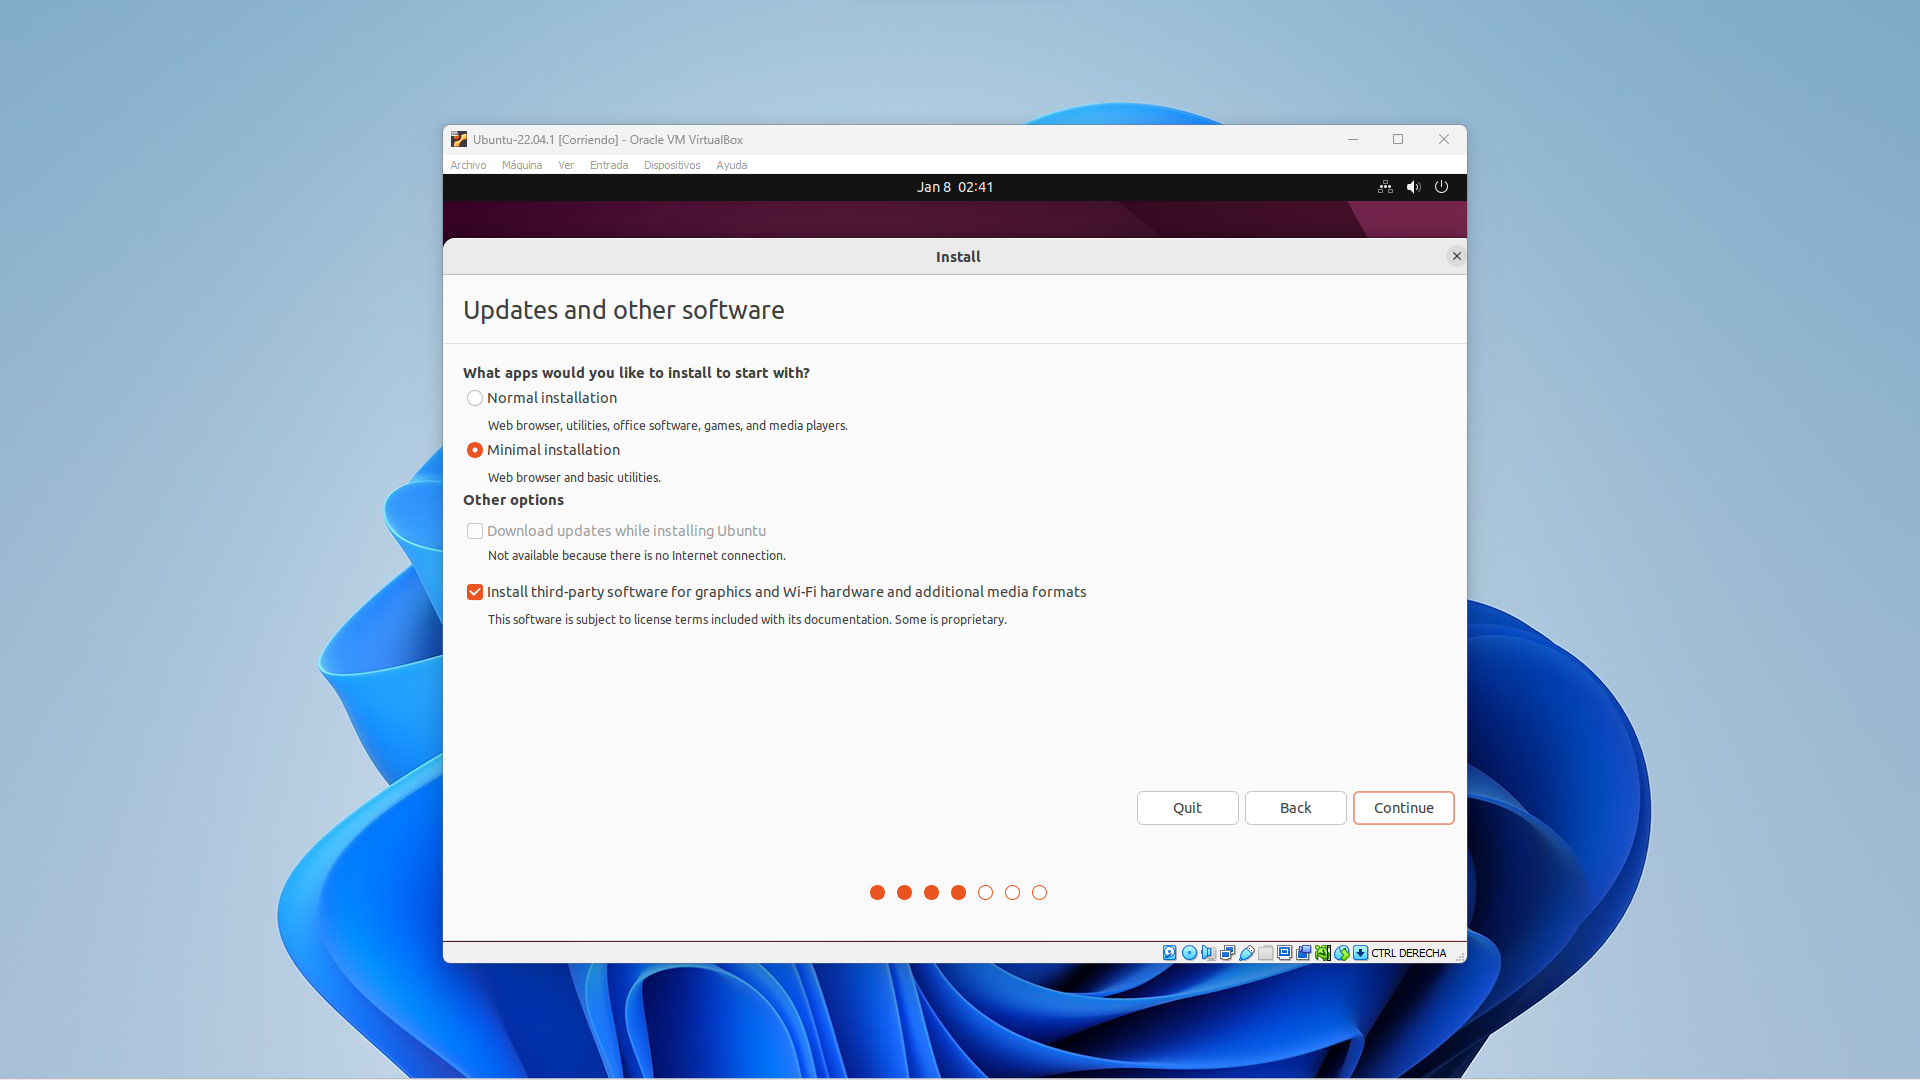 Ubuntu-22.04.1 [Corriendo] - Oracle VM VirtualBox
Archivo Máquina Ver Entrada Dispositivos Ayuda
Jan 8 02:41
Install
Updates and other software
What apps would you like to install to start with?
Normal installation
Web browser, utilities, office software, games, and media players.
Minimal installation
Web browser and basic utilities.
Other options
Download updates while installing Ubuntu
Not available because there is no Internet connection.
Install third-party software for graphics and Wi-Fi hardware and additional media formats
This software is subject to license terms included with its documentation. Some is proprietary.
Quit Back Continue
CTRL DERECHA